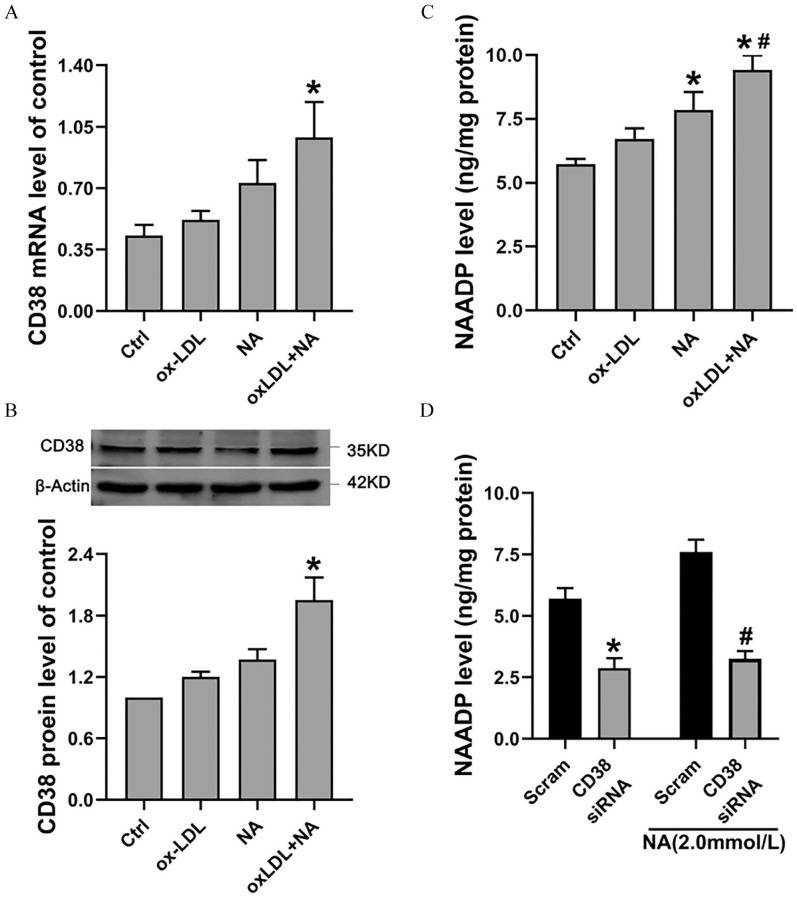 A
CD38 mRNA level of control
1.40
1.05
0.70
0.35
0.00
*
Ctrl
ox-LDL
NA
oxLDL+NA
B
CD38
35KD
β-Actin
42KD
CD38 proein level of control
2.4
1.8
1.2
0.6
0.0
*
Ctrl
ox-LDL
NA
oxLDL+NA
C
NAADP level (ng/mg protein)
10.0
7.5
5.0
2.5
0.0
*
* #
Ctrl
ox-LDL
NA
oxLDL+NA
D
NAADP level (ng/mg protein)
10.0
7.5
5.0
2.5
0.0
*
#
Scram
CD38
siRNA
Scram
CD38
siRNA
NA(2.0mmol/L)